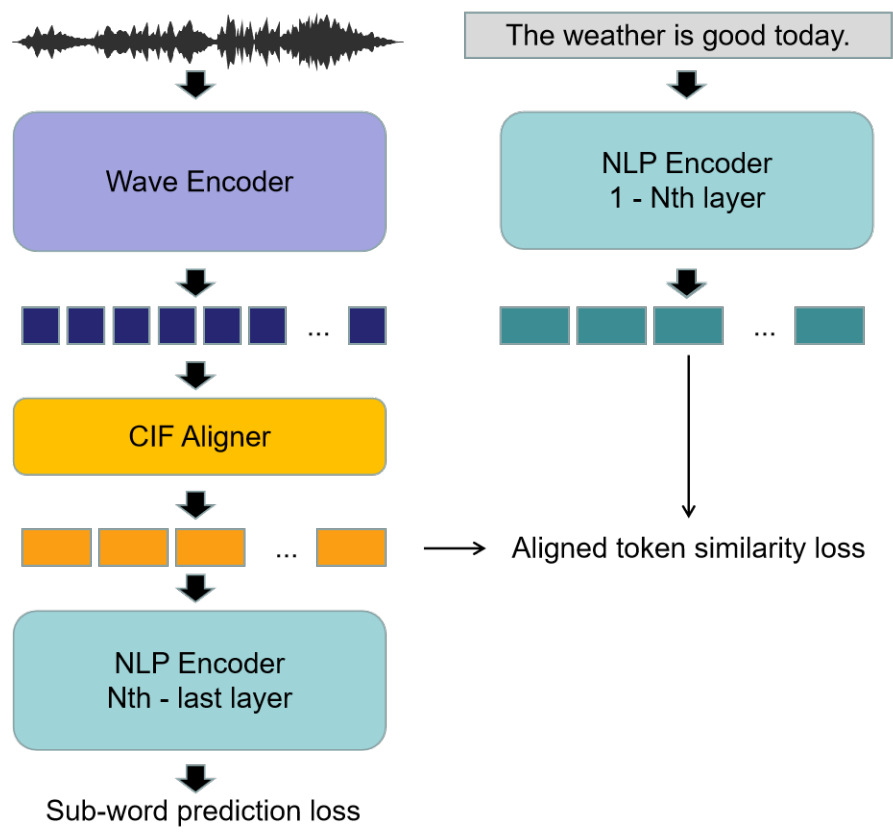 The weather is good today.
Wave Encoder
NLP Encoder
1 - Nth layer
...
...
CIF Aligner
...
Aligned token similarity loss
NLP Encoder
Nth - last layer
Sub-word prediction loss